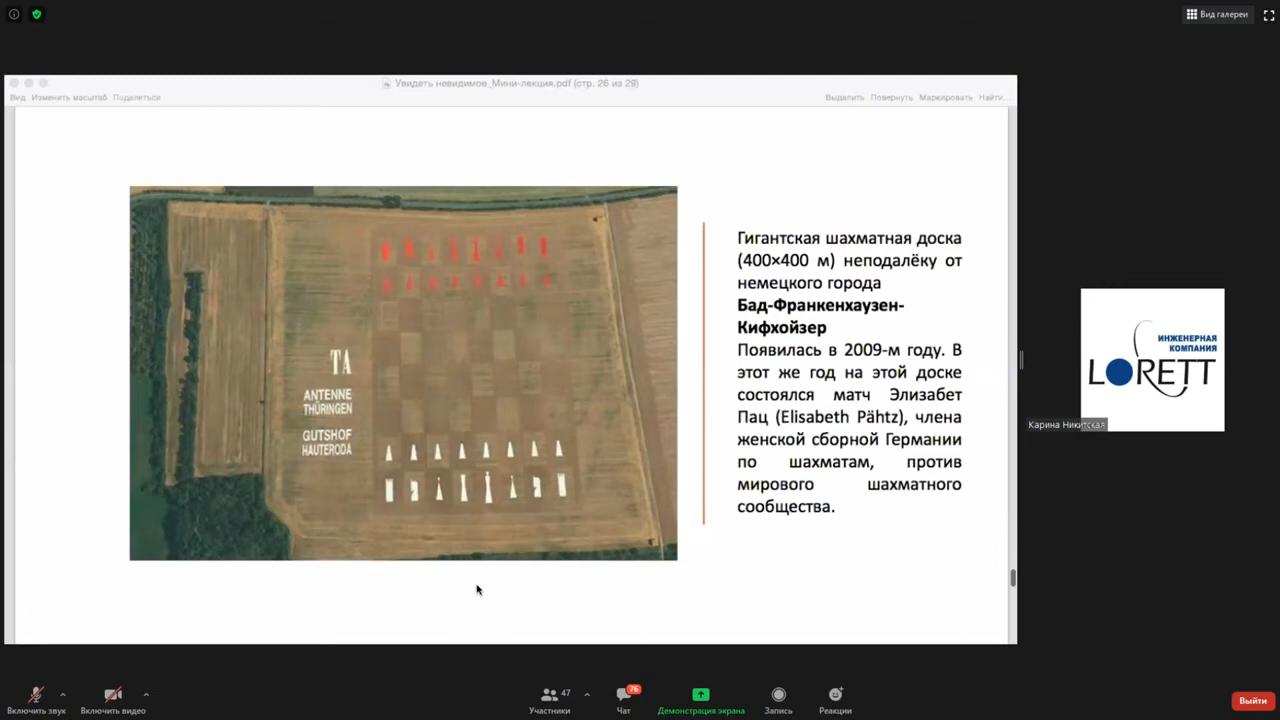 Вид галереи
Увидеть невидимое_Мини-лекция.pdf (стр. 26 из 29)
Вид Изменить масштаб Поделиться
Выделить Повернуть Маркировать Найти...
TA
ANTENNE
THÜRINGEN
GUTSHOF
HAUTERODA
Гигантская шахматная доска
(400×400 м) неподалёку от
немецкого города
Бад-Франкенхаузен-
Кифхойзер
Появилась в 2009-м году. В
этот же год на этой доске
состоялся матч Элизабет
Пац (Elisabeth Pähtz), члена
женской сборной Германии
по шахматам, против
мирового шахматного
сообщества.
ИНЖЕНЕРНАЯ
КОМПАНИЯ
LORETT
Карина Никитская
Включить звук
Включить видео
47
Участники
76
Чат
Демонстрация экрана
Запись
Реакции
Выйти